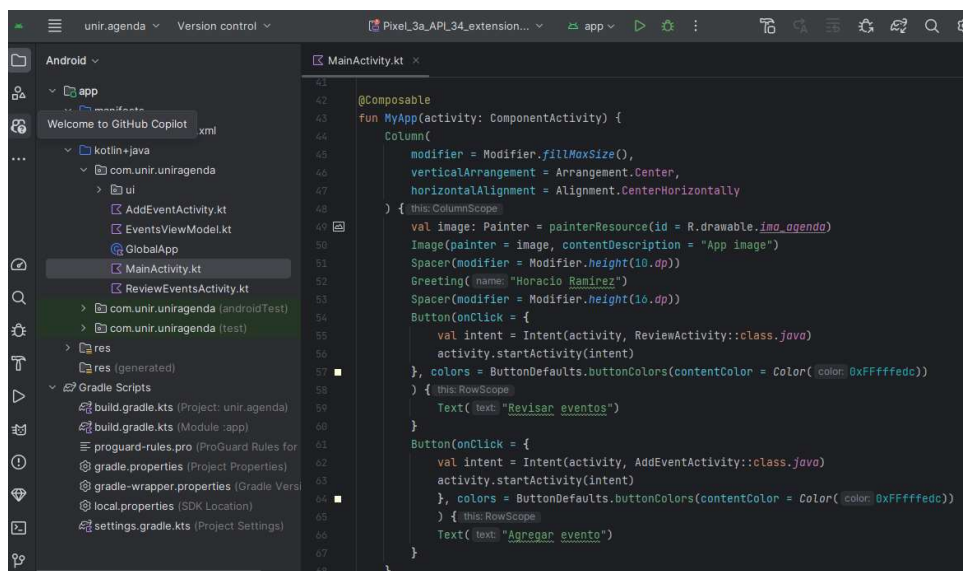 unir.agenda
Version control
Pixel_3a_API_34_extension...
app
Android
MainActivity.kt
app
manifests
Welcome to GitHub Copilot
.xml
kotlin+java
com.unir.uniragenda
ui
AddEventActivity.kt
EventsViewModel.kt
GlobalApp
MainActivity.kt
ReviewEventsActivity.kt
com.unir.uniragenda (androidTest)
com.unir.uniragenda (test)
res
res (generated)
Gradle Scripts
build.gradle.kts (Project: unir.agenda)
build.gradle.kts (Module :app)
proguard-rules.pro (ProGuard Rules for
gradle.properties (Project Properties)
gradle-wrapper.properties (Gradle Versi
local.properties (SDK Location)
settings.gradle.kts (Project Settings)
41
42 @Composable
43 fun MyApp(activity: ComponentActivity) {
44 Column(
45 modifier = Modifier.fillMaxSize(),
46 verticalArrangement = Arrangement.Center,
47 horizontalAlignment = Alignment.CenterHorizontally
48 ) { this: ColumnScope
49 val image: Painter = painterResource(id = R.drawable.ima_agenda)
50 Image(painter = image, contentDescription = "App image")
51 Spacer(modifier = Modifier.height(10.dp))
52 Greeting( name: "Horacio Ramirez")
53 Spacer(modifier = Modifier.height(16.dp))
54 Button(onClick = {
55 val intent = Intent(activity, ReviewActivity::class.java)
56 activity.startActivity(intent)
57 }, colors = ButtonDefaults.buttonColors(contentColor = Color( color: 0xFFfffedc))
58 ) { this: RowScope
59 Text( text: "Revisar eventos")
60 }
61 Button(onClick = {
62 val intent = Intent(activity, AddEventActivity::class.java)
63 activity.startActivity(intent)
64 }, colors = ButtonDefaults.buttonColors(contentColor = Color( color: 0xFFfffedc))
65 ) { this: RowScope
66 Text( text: "Agregar evento")
67 }
68 }